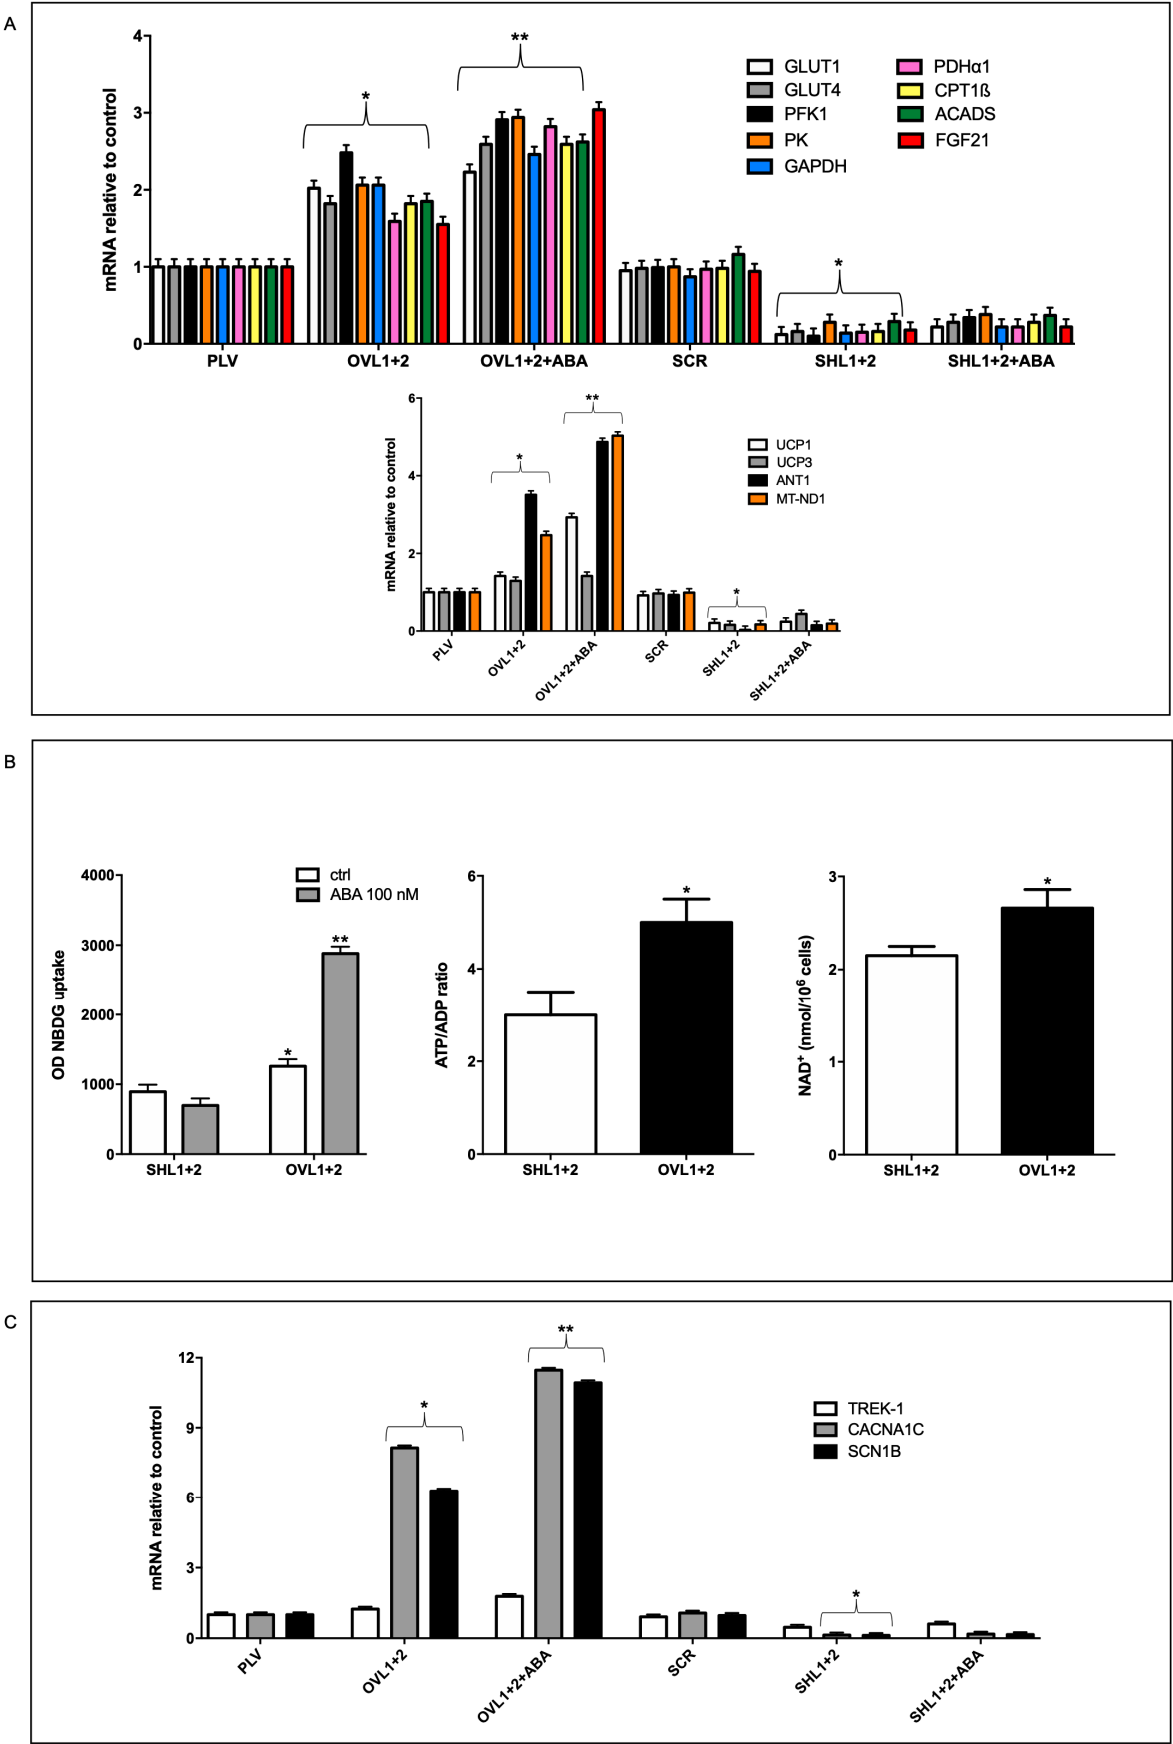 A
mRNA relative to control
4
3
2
1
0
*
**
*
GLUT1
GLUT4
PFK1
PK
GAPDH
PDHα1
CPT1ß
ACADS
FGF21
PLV
OVL1+2
OVL1+2+ABA
SCR
SHL1+2
SHL1+2+ABA
mRNA relative to control
6
4
2
0
*
**
*
UCP1
UCP3
ANT1
MT-ND1
PLV
OVL1+2
OVL1+2+ABA
SCR
SHL1+2
SHL1+2+ABA
B
OD NBDG uptake
4000
3000
2000
1000
0
ctrl
ABA 100 nM
*
**
SHL1+2
OVL1+2
ATP/ADP ratio
6
4
2
0
*
SHL1+2
OVL1+2
NAD⁺ (nmol/10⁶ cells)
3
2
1
0
*
SHL1+2
OVL1+2
C
mRNA relative to control
12
9
6
3
0
*
**
*
TREK-1
CACNA1C
SCN1B
PLV
OVL1+2
OVL1+2+ABA
SCR
SHL1+2
SHL1+2+ABA